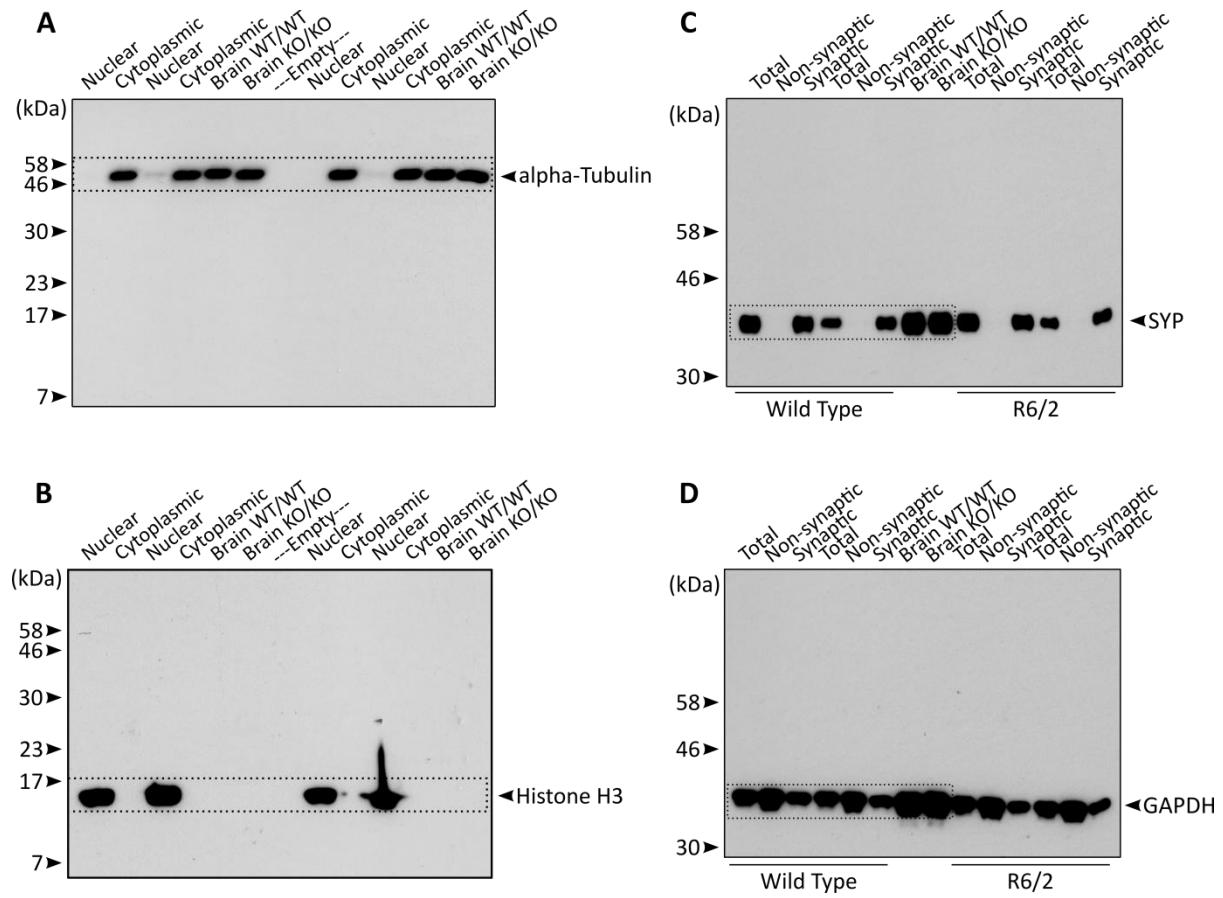 A
Nuclear
Cytoplasmic
Nuclear
Cytoplasmic
Brain WT/WT
Brain KO/KO
---Empty----
Nuclear
Cytoplasmic
Nuclear
Cytoplasmic
Brain WT/WT
Brain KO/KO
(kDa)
58
46
30
23
17
7
alpha-Tubulin
C
Total
Non-synaptic
Synaptic
Total
Non-synaptic
Synaptic
Brain WT/WT
Brain KO/KO
Total
Non-synaptic
Synaptic
Total
Non-synaptic
Synaptic
(kDa)
58
46
30
SYP
Wild Type
R6/2
B
Nuclear
Cytoplasmic
Nuclear
Cytoplasmic
Brain WT/WT
Brain KO/KO
---Empty---
Nuclear
Cytoplasmic
Nuclear
Cytoplasmic
Brain WT/WT
Brain KO/KO
(kDa)
58
46
30
23
17
7
Histone H3
D
Total
Non-synaptic
Synaptic
Total
Non-synaptic
Synaptic
Brain WT/WT
Brain KO/KO
Total
Non-synaptic
Synaptic
Total
Non-synaptic
Synaptic
(kDa)
58
46
30
GAPDH
Wild Type
R6/2